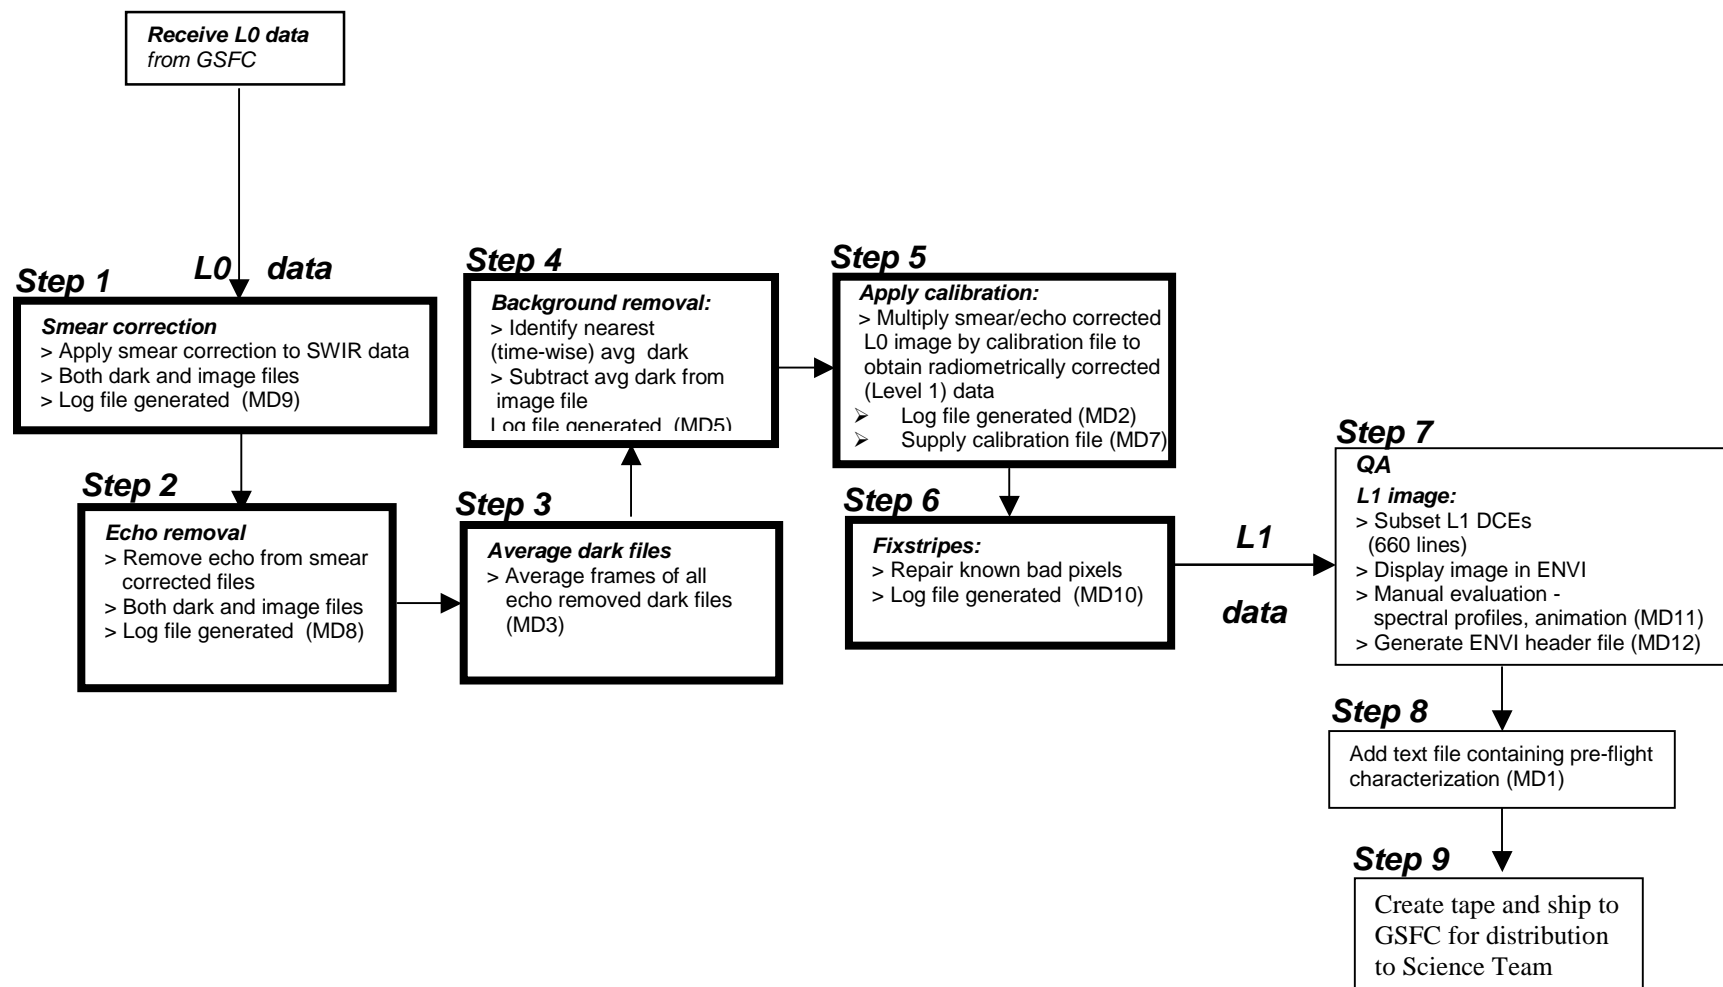 Receive L0 data
from GSFC
L0 data
Step 1
Smear correction
> Apply smear correction to SWIR data
> Both dark and image files
> Log file generated (MD9)
Step 2
Echo removal
> Remove echo from smear
corrected files
> Both dark and image files
> Log file generated (MD8)
Step 3
Average dark files
> Average frames of all
echo removed dark files
(MD3)
Step 4
Background removal:
> Identify nearest
(time-wise) avg dark
> Subtract avg dark from
image file
Log file generated (MD5)
Step 5
Apply calibration:
> Multiply smear/echo corrected
L0 image by calibration file to
obtain radiometrically corrected
(Level 1) data
➢ Log file generated (MD2)
➢ Supply calibration file (MD7)
Step 6
Fixstripes:
> Repair known bad pixels
> Log file generated (MD10)
L1
data
Step 7
QA
L1 image:
> Subset L1 DCEs
(660 lines)
> Display image in ENVI
> Manual evaluation -
spectral profiles, animation (MD11)
> Generate ENVI header file (MD12)
Step 8
Add text file containing pre-flight
characterization (MD1)
Step 9
Create tape and ship to
GSFC for distribution
to Science Team